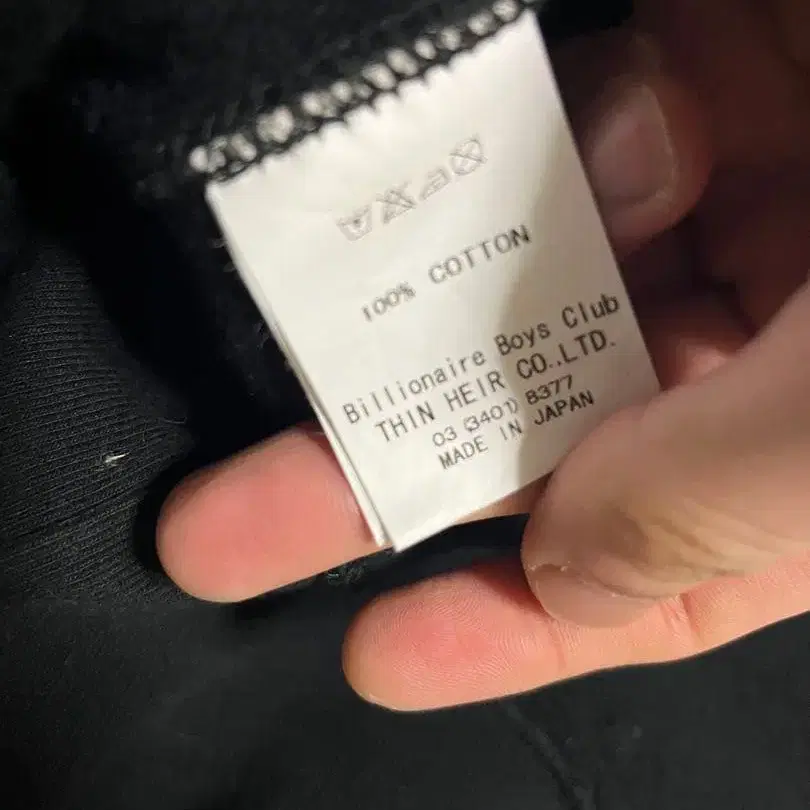 100% COTTON
Billionaire Boys Club
THIN HEIR CO.,LTD.
03 (3401) 8377
MADE IN JAPAN